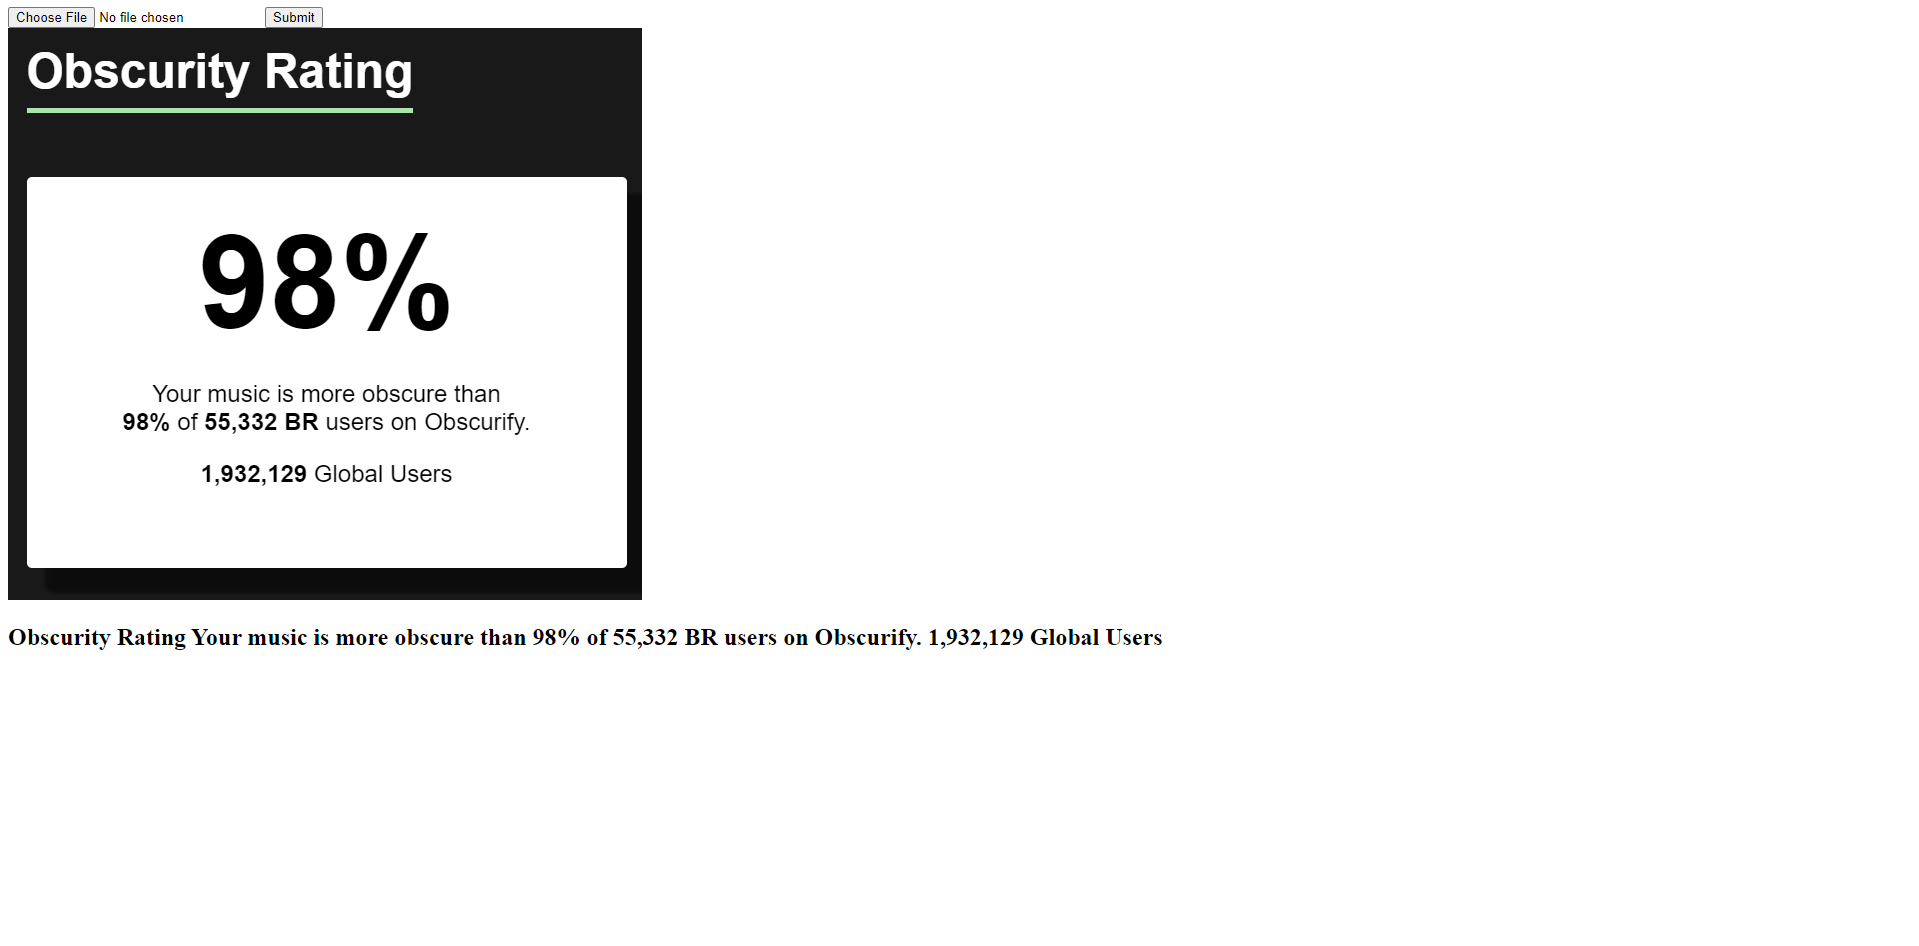 Choose File No file chosen Submit
Obscurity Rating
98%
Your music is more obscure than
98% of 55,332 BR users on Obscurify.
1,932,129 Global Users
Obscurity Rating Your music is more obscure than 98% of 55,332 BR users on Obscurify. 1,932,129 Global Users